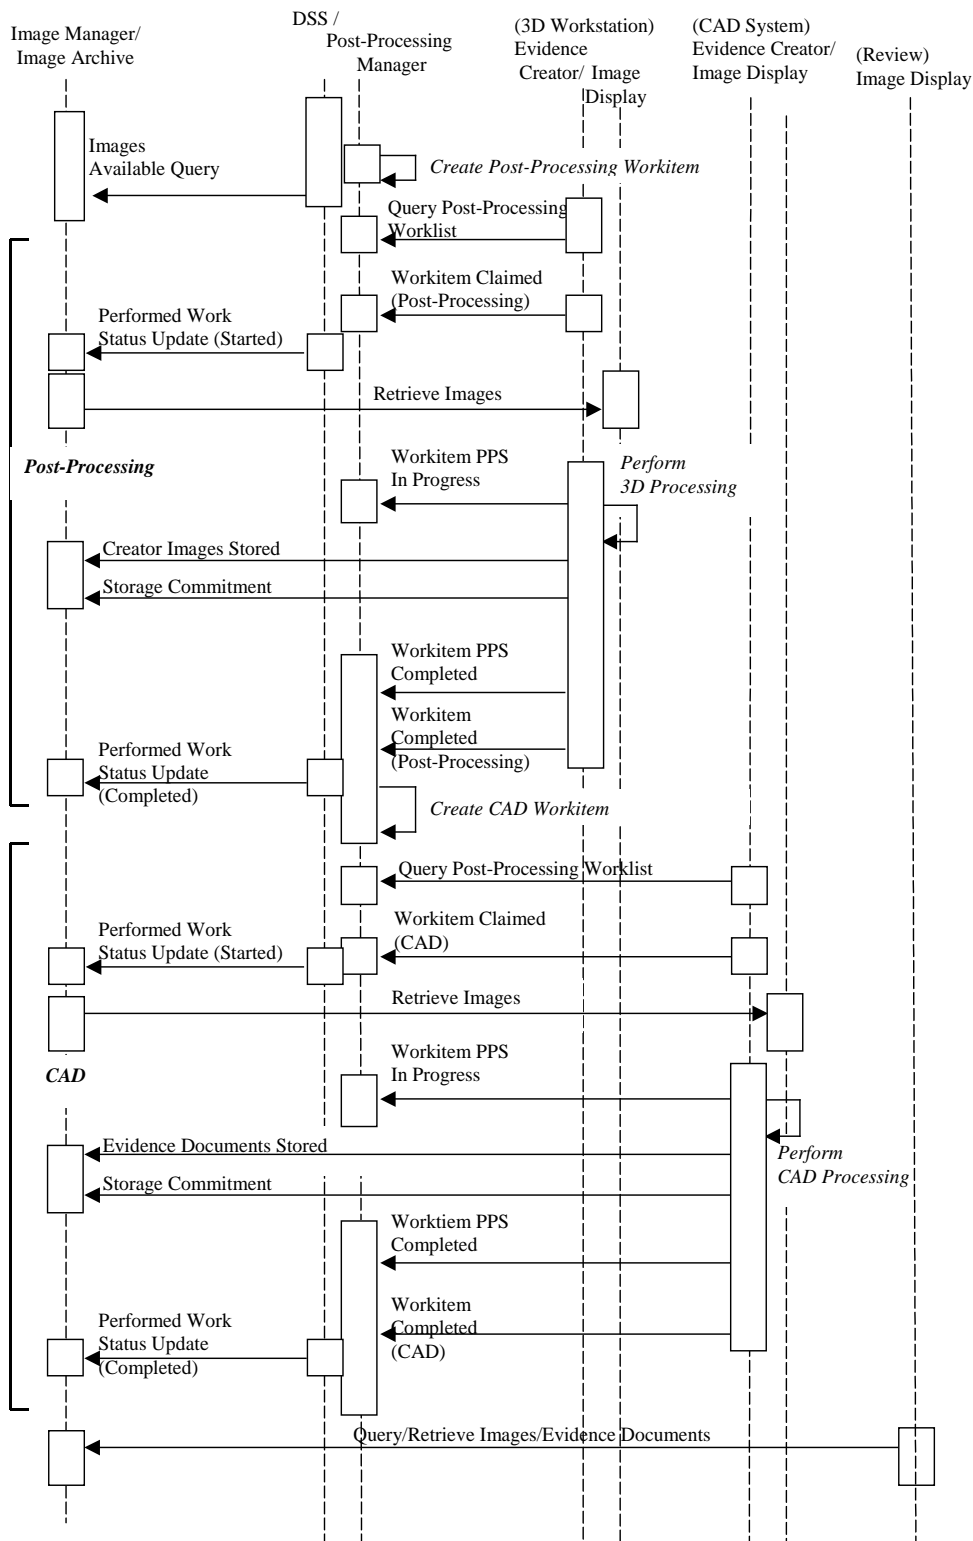 Image Manager/
Image Archive
DSS /
Post-Processing
Manager
(3D Workstation)
Evidence
Creator/ Image
Display
(CAD System)
Evidence Creator/
Image Display
(Review)
Image Display
Images
Available Query
Create Post-Processing Workitem
Query Post-Processing
Worklist
Workitem Claimed
(Post-Processing)
Performed Work
Status Update (Started)
Retrieve Images
Post-Processing
Workitem PPS
In Progress
Perform
3D Processing
Creator Images Stored
Storage Commitment
Workitem PPS
Completed
Workitem
Completed
(Post-Processing)
Performed Work
Status Update
(Completed)
Create CAD Workitem
Query Post-Processing Worklist
Workitem Claimed
(CAD)
Performed Work
Status Update (Started)
Retrieve Images
Workitem PPS
In Progress
CAD
Evidence Documents Stored
Perform
CAD Processing
Storage Commitment
Worktiem PPS
Completed
Workitem
Completed
(CAD)
Performed Work
Status Update
(Completed)
Query/Retrieve Images/Evidence Documents